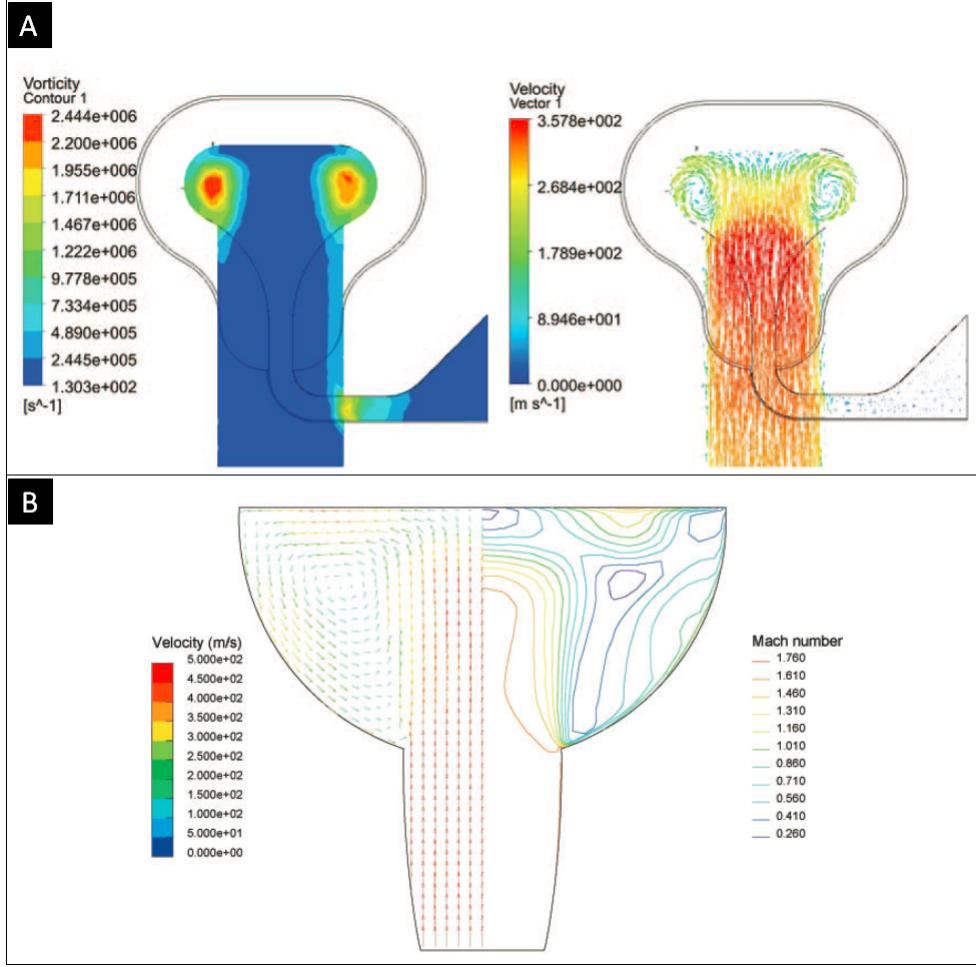 A
Vorticity
Contour 1
2.444e+006
2.200e+006
1.955e+006
1.711e+006
1.467e+006
1.222e+006
9.778e+005
7.334e+005
4.890e+005
2.445e+005
1.303e+002
[s^-1]
Velocity
Vector 1
3.578e+002
2.684e+002
1.789e+002
8.946e+001
0.000e+000
[m s^-1]
B
Velocity (m/s)
5.000e+02
4.500e+02
4.000e+02
3.500e+02
3.000e+02
2.500e+02
2.000e+02
1.500e+02
1.000e+02
5.000e+01
0.000e+00
Mach number
1.760
1.610
1.460
1.310
1.160
1.010
0.860
0.710
0.560
0.410
0.260